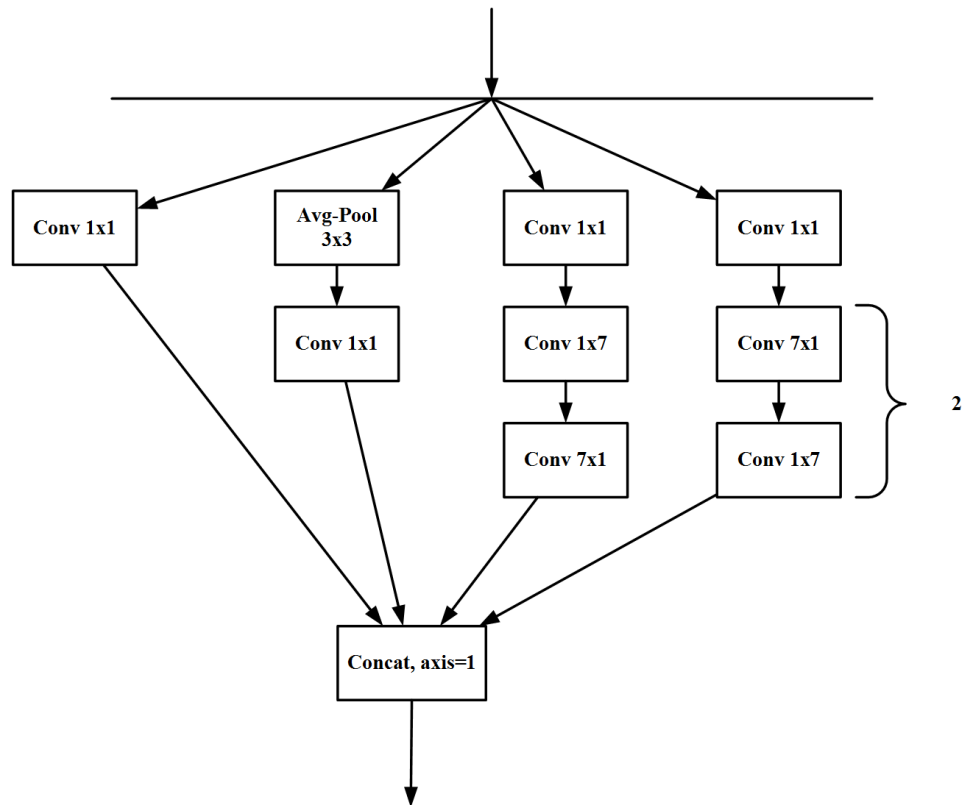 Conv 1x1
Avg-Pool
3x3
Conv 1x1
Conv 1x1
Conv 1x1
Conv 1x7
Conv 7x1
2
Conv 7x1
Conv 1x7
Concat, axis=1